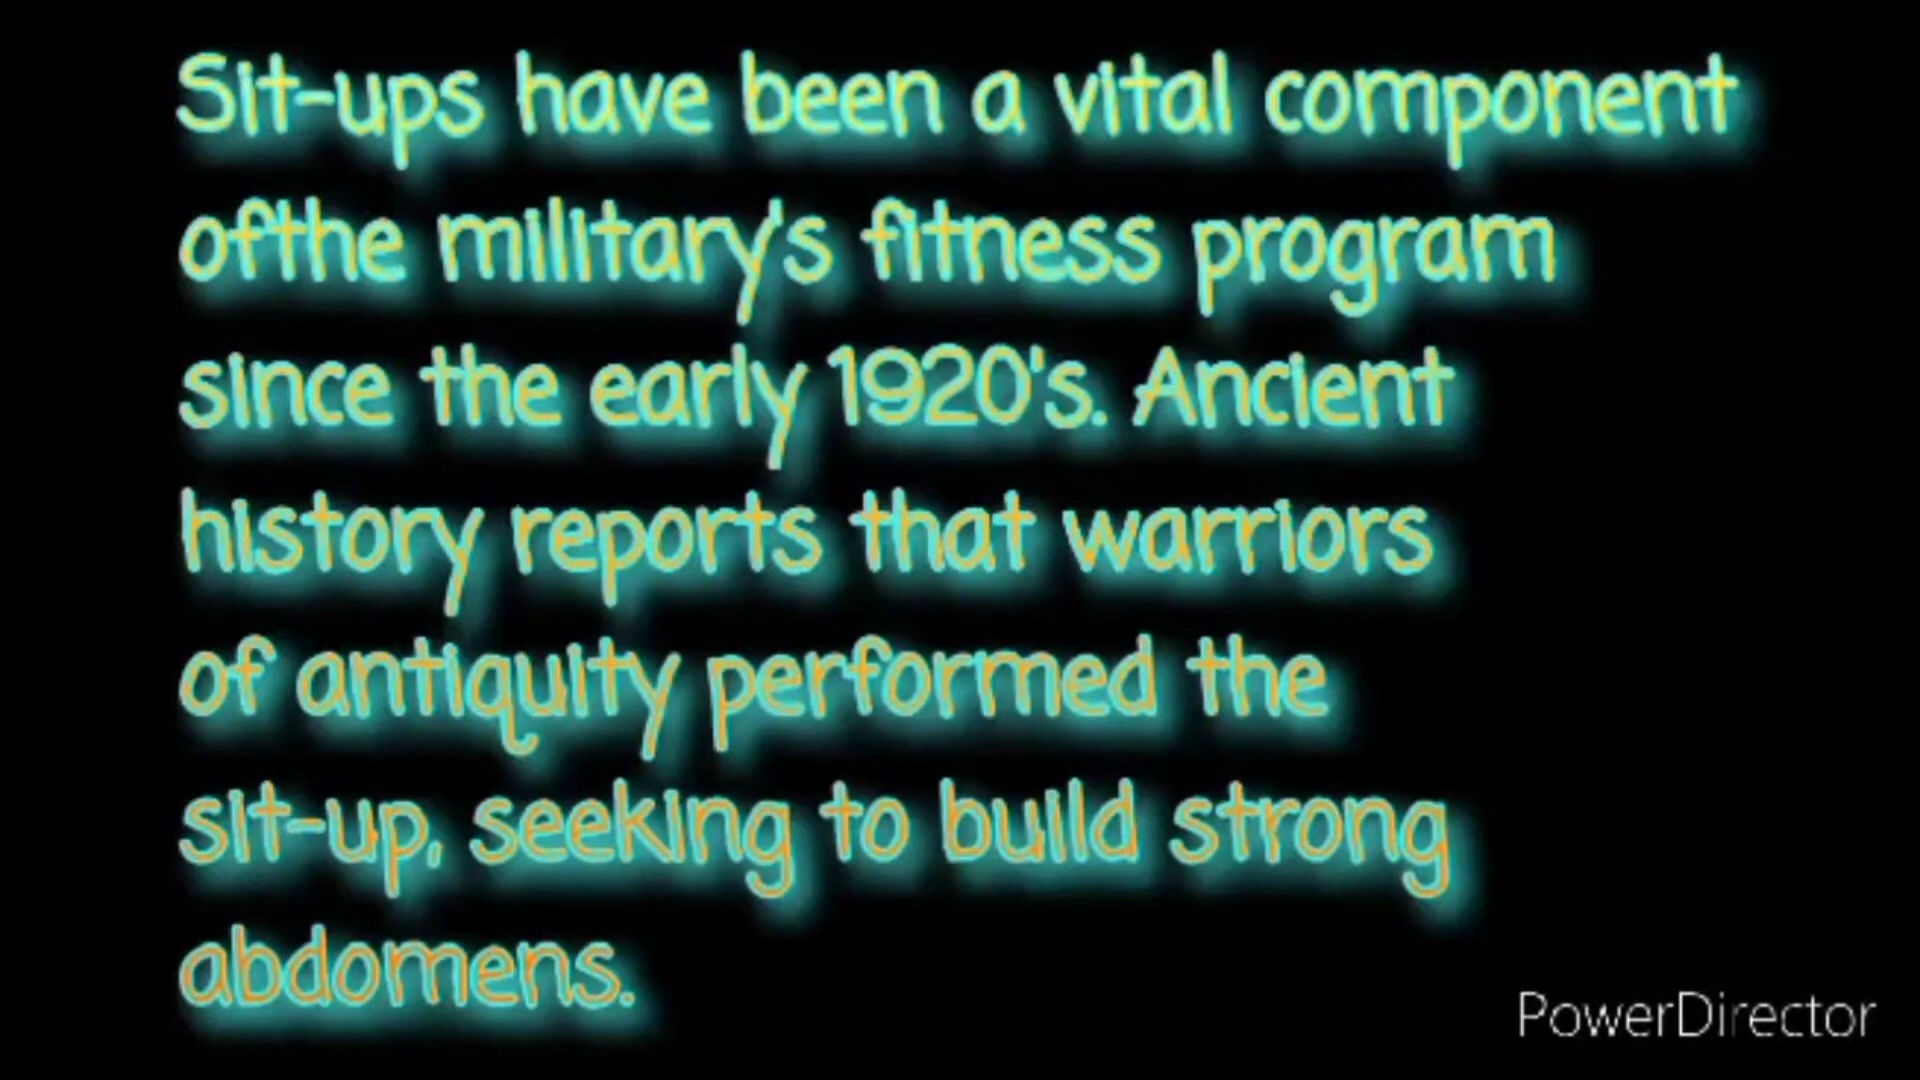 Sit-ups have been a vital component
ofthe military's fitness program
since the early 1920's. Ancient
history reports that warriors
of antiquity performed the
sit-up, seeking to build strong
abdomens.
PowerDirector